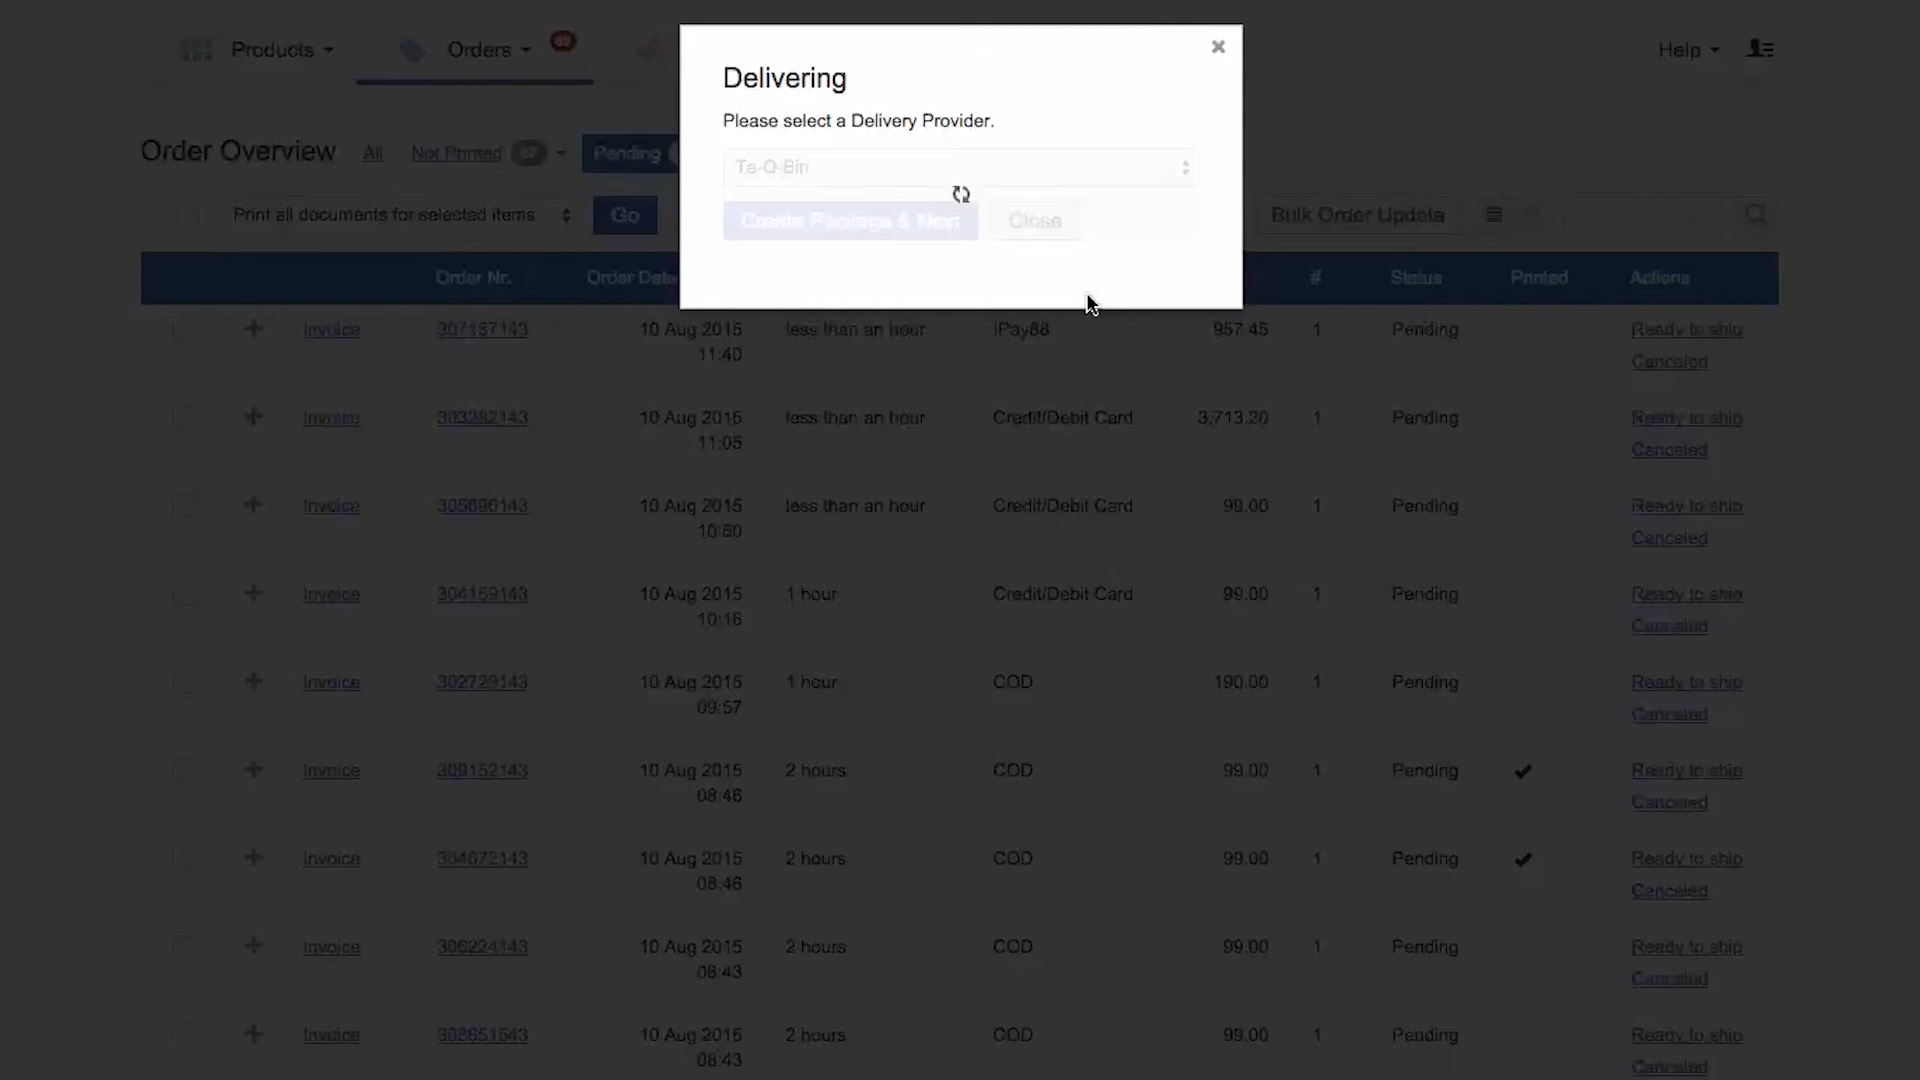 Products Orders Help
Delivering
Please select a Delivery Provider.
Ta-Q-Bin
Create Package & Next Close
Order Overview All Not Printed Pending
Print all documents for selected items Go Bulk Order Update
Order Nr. Order Date # Status Printed Actions
Invoice 307187143 10 Aug 2015 less than an hour IPay88 957.45 1 Pending Ready to ship
11:40 Canceled
Invoice 303282143 10 Aug 2015 less than an hour Credit/Debit Card 3,713.20 1 Pending Ready to ship
11:05 Canceled
Invoice 305096143 10 Aug 2015 less than an hour Credit/Debit Card 99.00 1 Pending Ready to ship
10:50 Canceled
Invoice 304159143 10 Aug 2015 1 hour Credit/Debit Card 99.00 1 Pending Ready to ship
10:16 Canceled
Invoice 302729143 10 Aug 2015 1 hour COD 190.00 1 Pending Ready to ship
09:57 Canceled
Invoice 309152143 10 Aug 2015 2 hours COD 99.00 1 Pending Ready to ship
08:46 Canceled
Invoice 304672143 10 Aug 2015 2 hours COD 99.00 1 Pending Ready to ship
08:46 Canceled
Invoice 306224143 10 Aug 2015 2 hours COD 99.00 1 Pending Ready to ship
08:43 Canceled
Invoice 10 Aug 2015 2 hours COD 99.00 1 Pending Ready to ship
08:43 Canceled